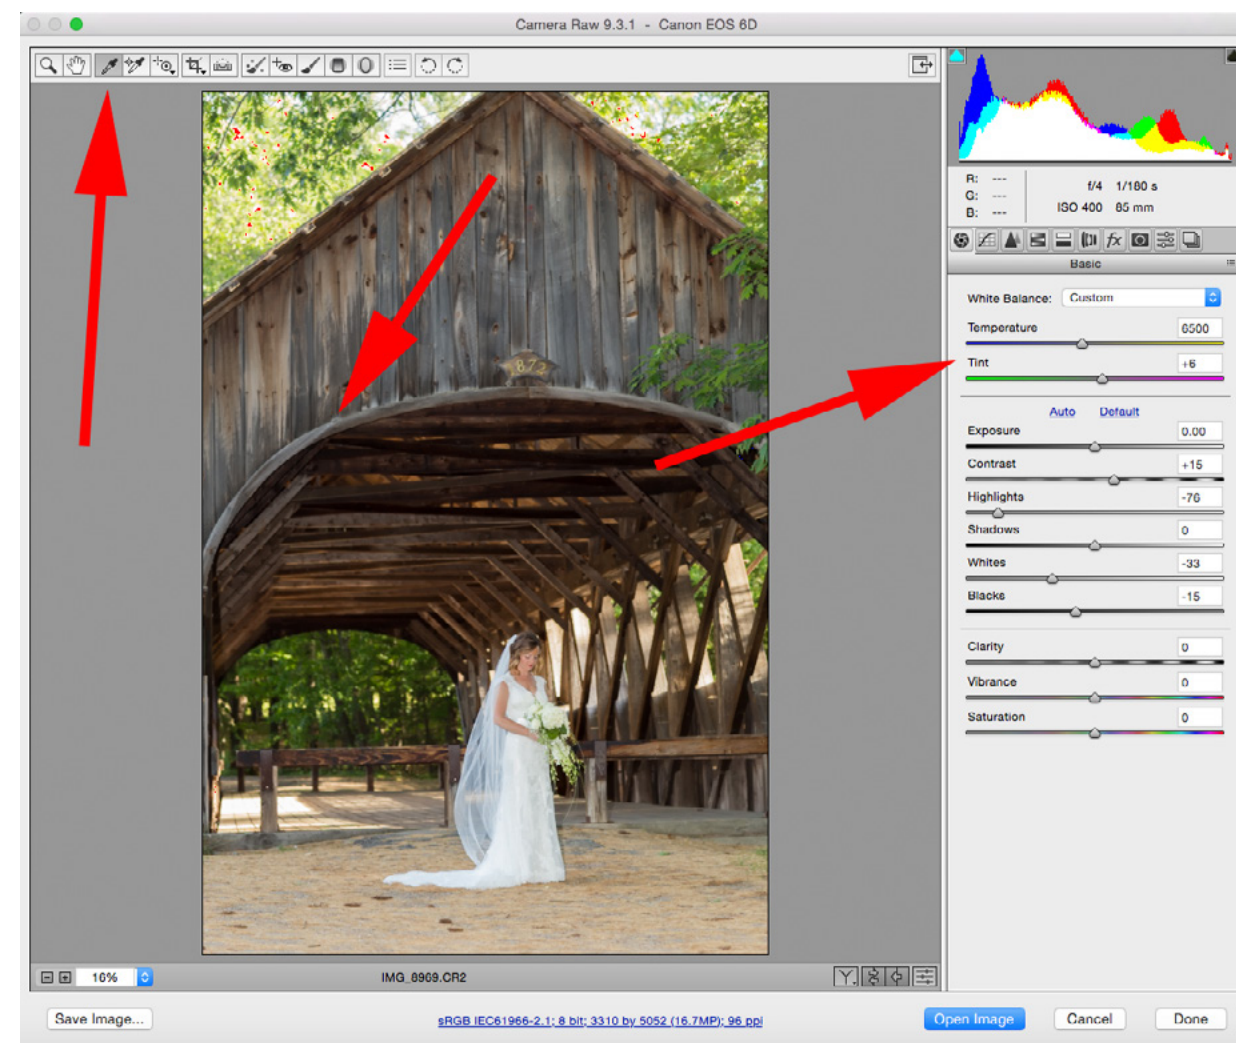 Camera Raw 9.3.1 - Canon EOS 6D
R: ---
G: ---
B: ---
f/4 1/180 s
ISO 400 85 mm
fx
Basic
White Balance: Custom
Temperature 6500
Tint +6
Auto Default
Exposure 0.00
Contrast +15
Highlights -76
Shadows 0
Whites -33
Blacks -15
Clarity 0
Vibrance 0
Saturation 0
1872
16%
IMG_8909.CR2
Y
Save Image...
sRGB IEC61966-2.1; 8 bit; 3310 by 5052 (16.7MP); 96 ppi
Open Image Cancel Done